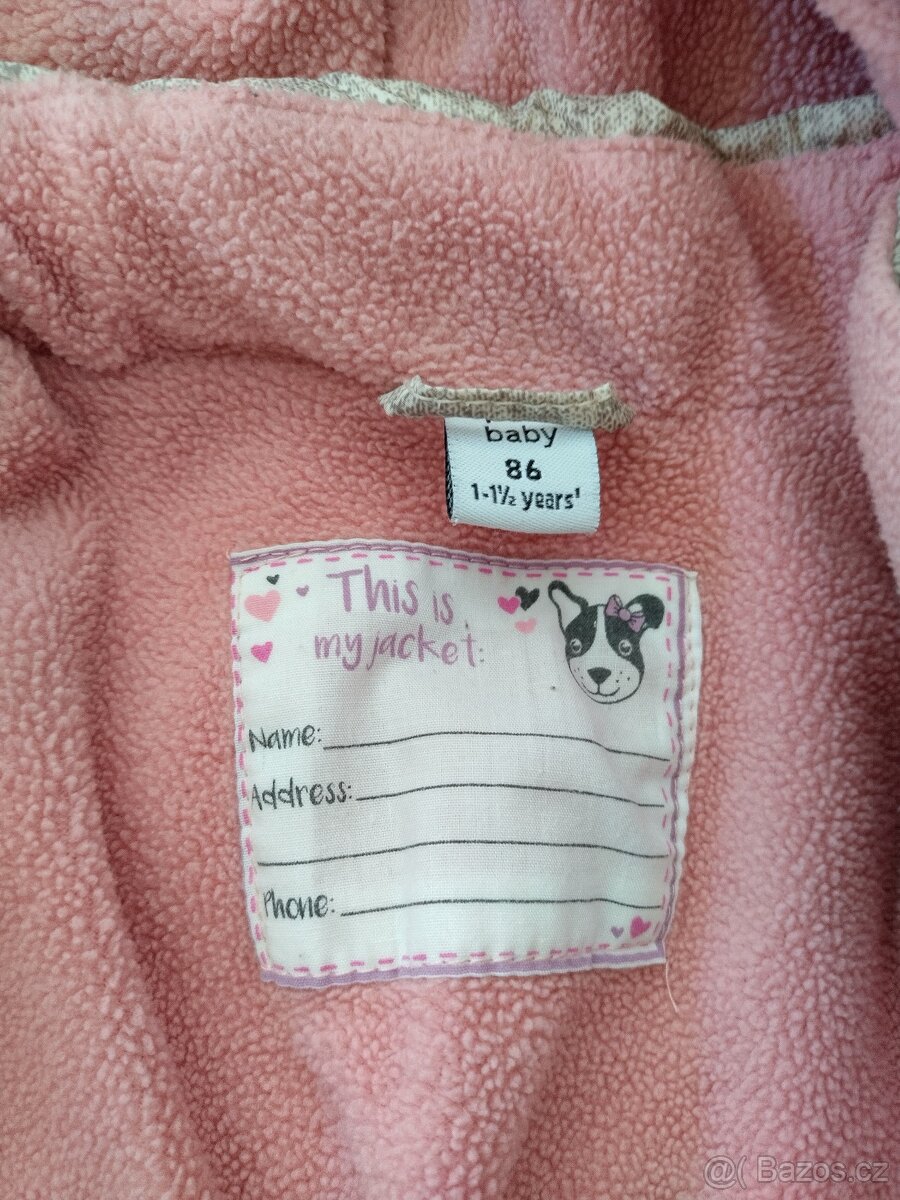 baby
86
1-1½ years'
This is
my jacket:
Name:
Address:
Phone:
@( Bazos.cz